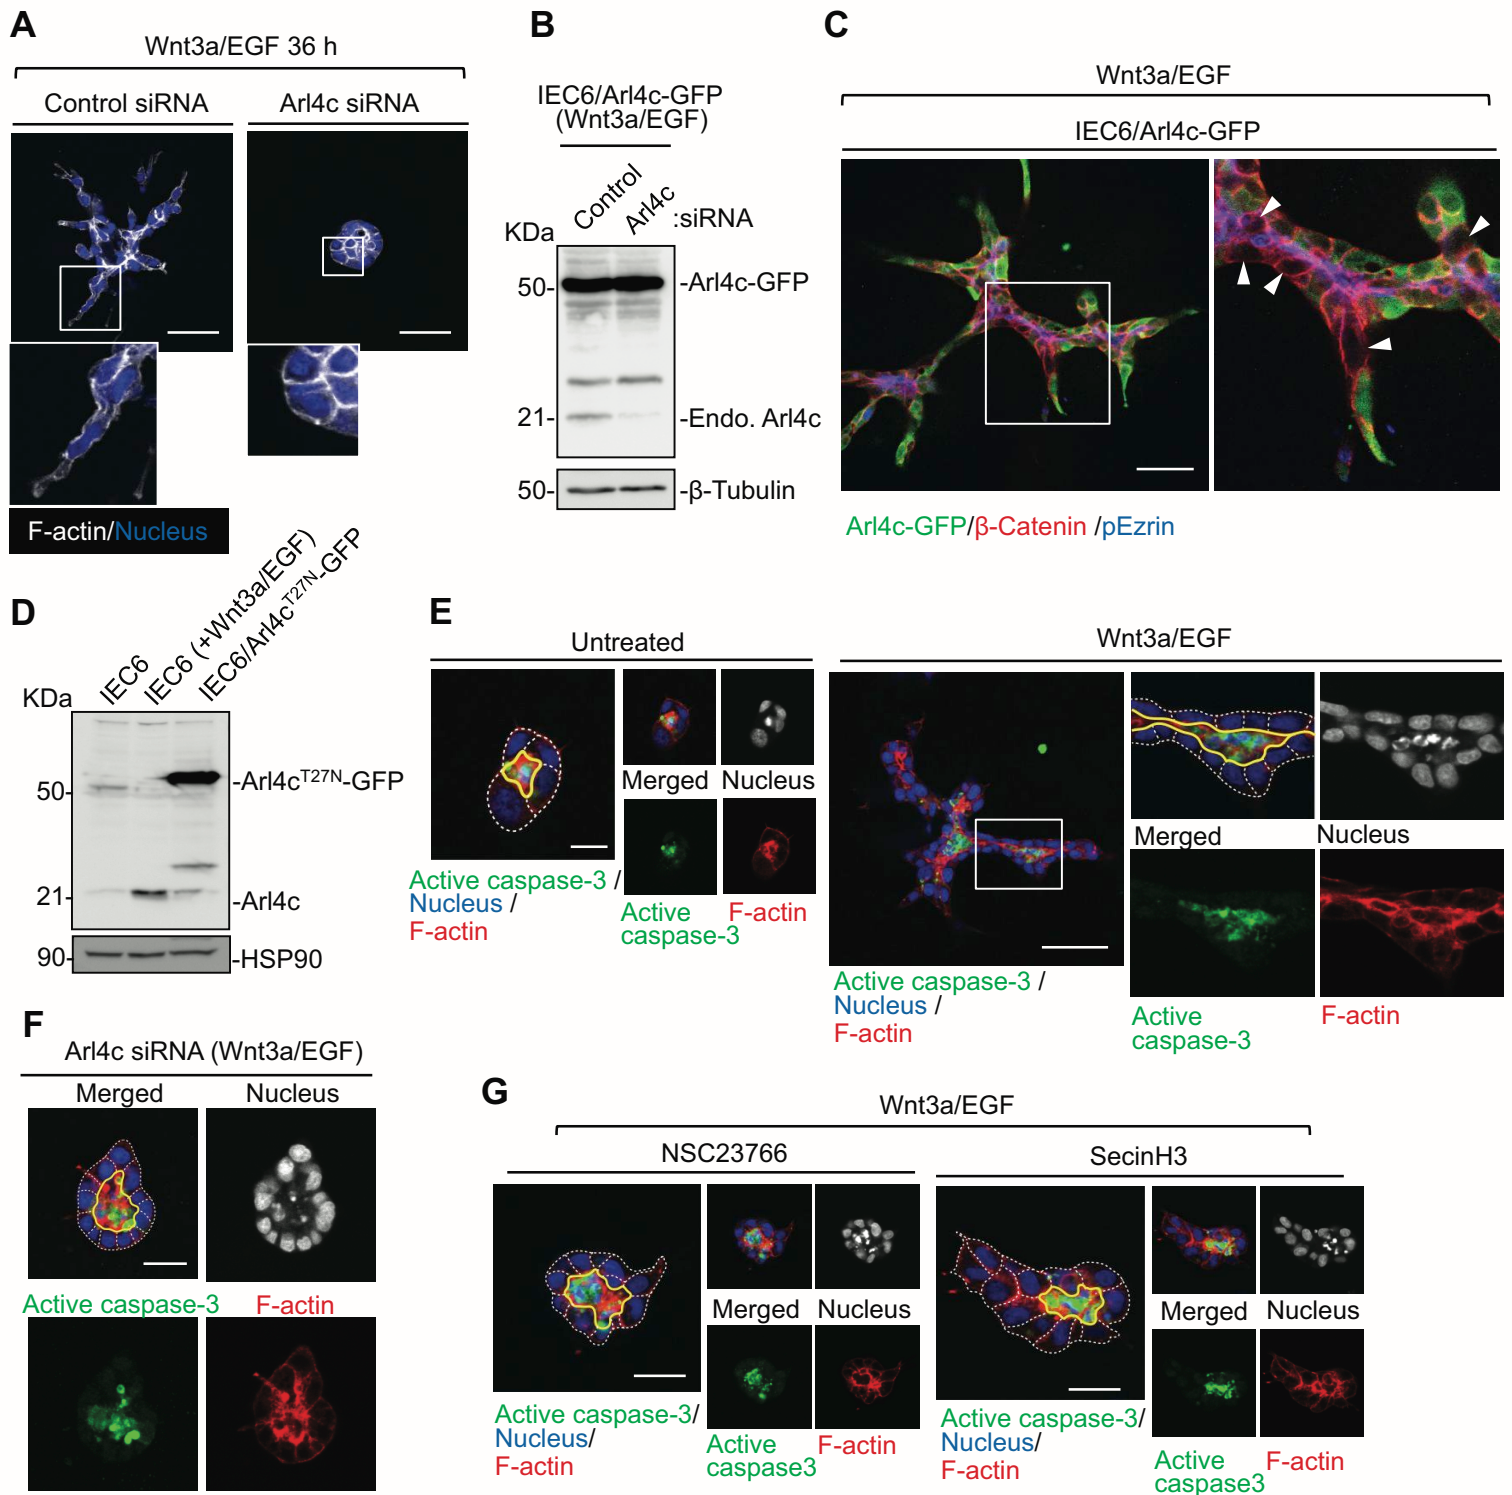 A
Wnt3a/EGF 36 h
Control siRNA
Arl4c siRNA
F-actin/Nucleus
B
IEC6/Arl4c-GFP
(Wnt3a/EGF)
Control
Arl4c
:siRNA
KDa
50-
-Arl4c-GFP
21-
-Endo. Arl4c
50-
-β-Tubulin
C
Wnt3a/EGF
IEC6/Arl4c-GFP
Arl4c-GFP/β-Catenin /pEzrin
D
IEC6
IEC6 (+Wnt3a/EGF)
IEC6/Arl4cT27N-GFP
KDa
50-
-Arl4cT27N-GFP
21-
-Arl4c
90-
-HSP90
E
Untreated
Merged
Nucleus
Active caspase-3 /
Nucleus /
F-actin
Active
caspase-3
F-actin
Wnt3a/EGF
Merged
Nucleus
Active caspase-3 /
Nucleus /
F-actin
Active
caspase-3
F-actin
F
Arl4c siRNA (Wnt3a/EGF)
Merged
Nucleus
Active caspase-3
F-actin
G
Wnt3a/EGF
NSC23766
Merged
Nucleus
Active caspase-3/
Nucleus/
F-actin
Active
caspase3
F-actin
SecinH3
Merged
Nucleus
Active caspase-3/
Nucleus/
F-actin
Active
caspase3
F-actin